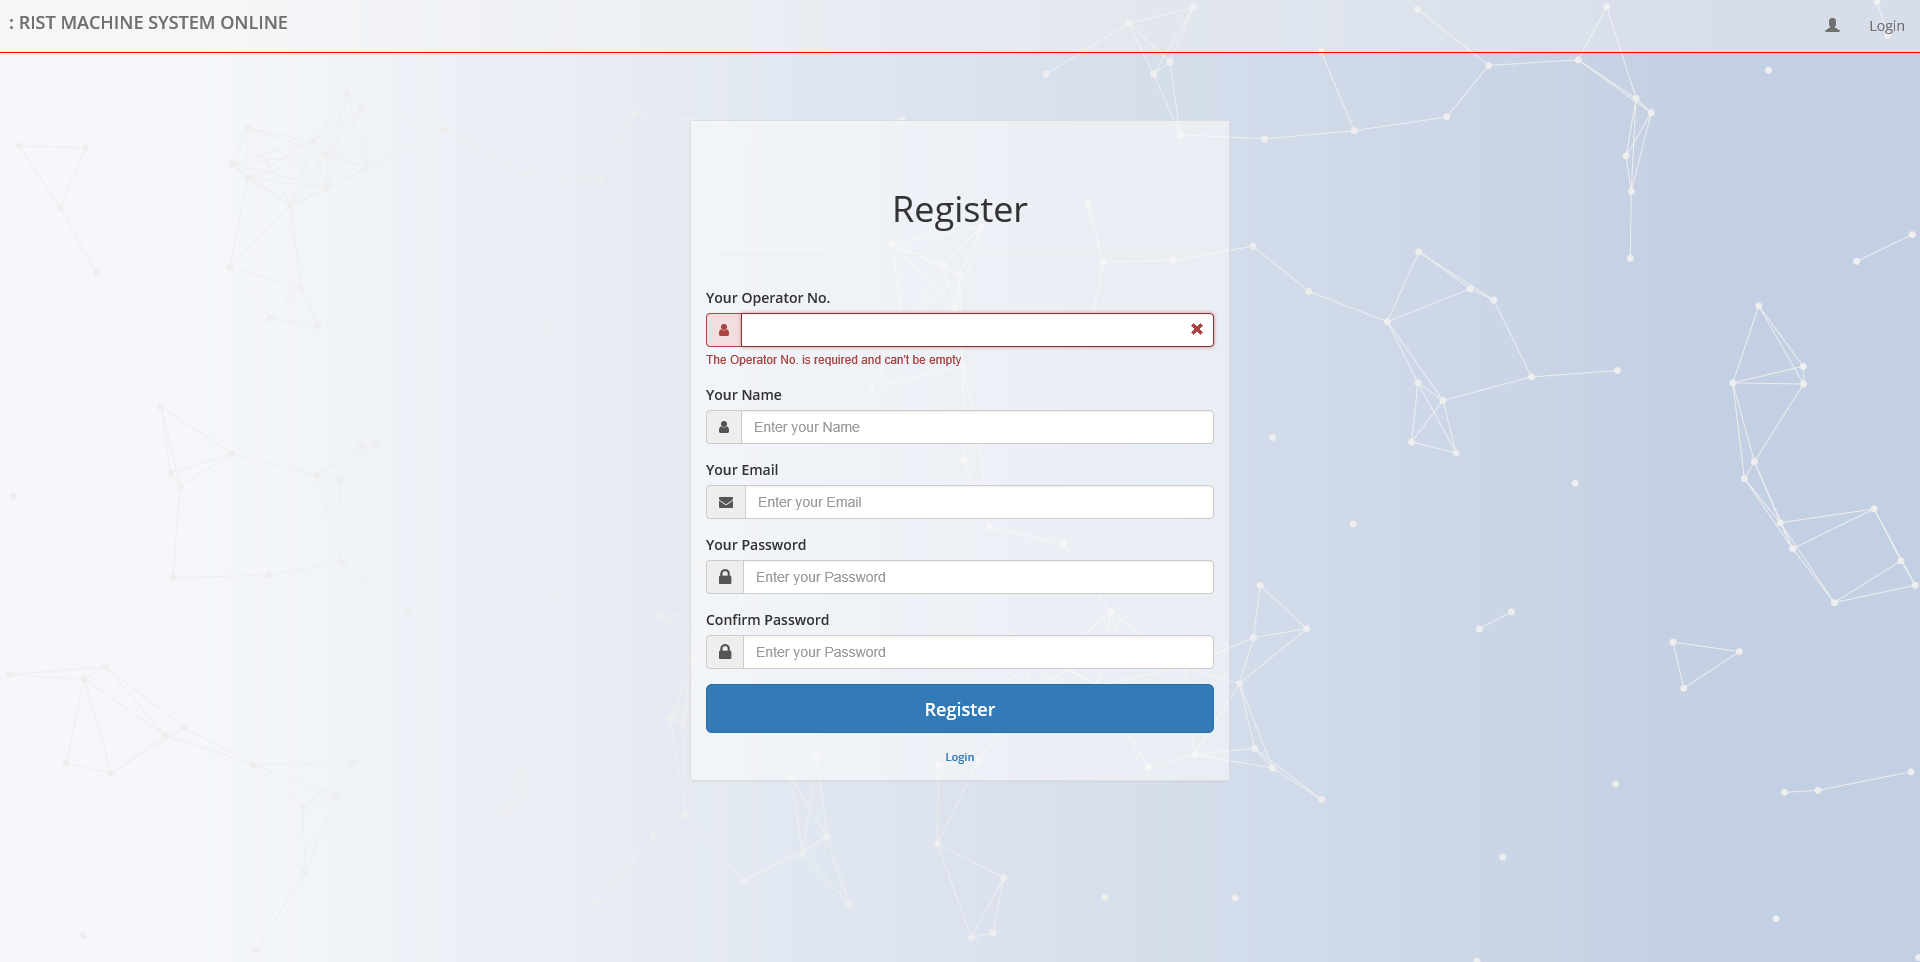 : RIST MACHINE SYSTEM ONLINE
Login
Register
Your Operator No.
The Operator No. is required and can't be empty
Your Name
Enter your Name
Your Email
Enter your Email
Your Password
Enter your Password
Confirm Password
Enter your Password
Register
Login